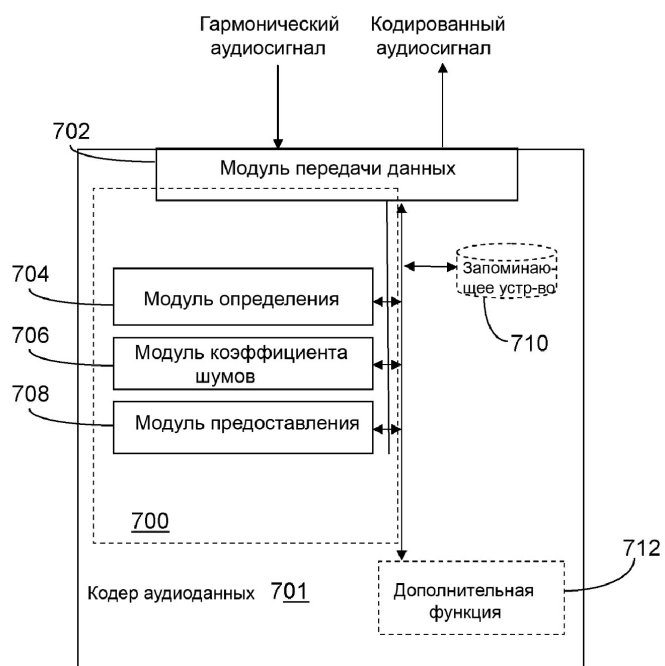 Гармонический
аудиосигнал
Кодированный
аудиосигнал
702
Модуль передачи данных
704
Модуль определения
Запоминаю-
щее устр-во
710
706
Модуль коэффициента
шумов
708
Модуль предоставления
700
712
Кодер аудиоданных 701
Дополнительная
функция